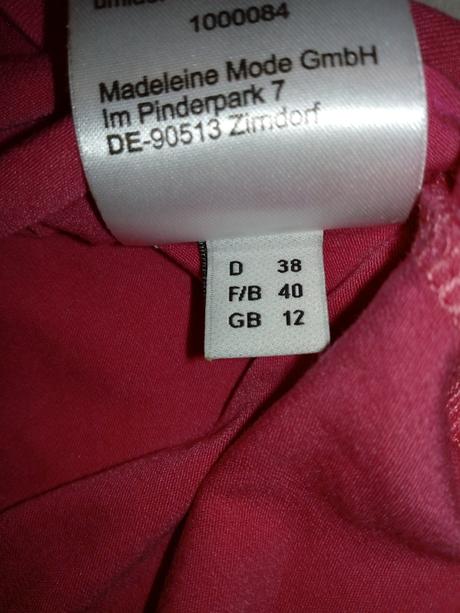 1000084
Madeleine Mode GmbH
Im Pinderpark 7
DE-90513 Zirndorf
D 38
F/B 40
GB 12